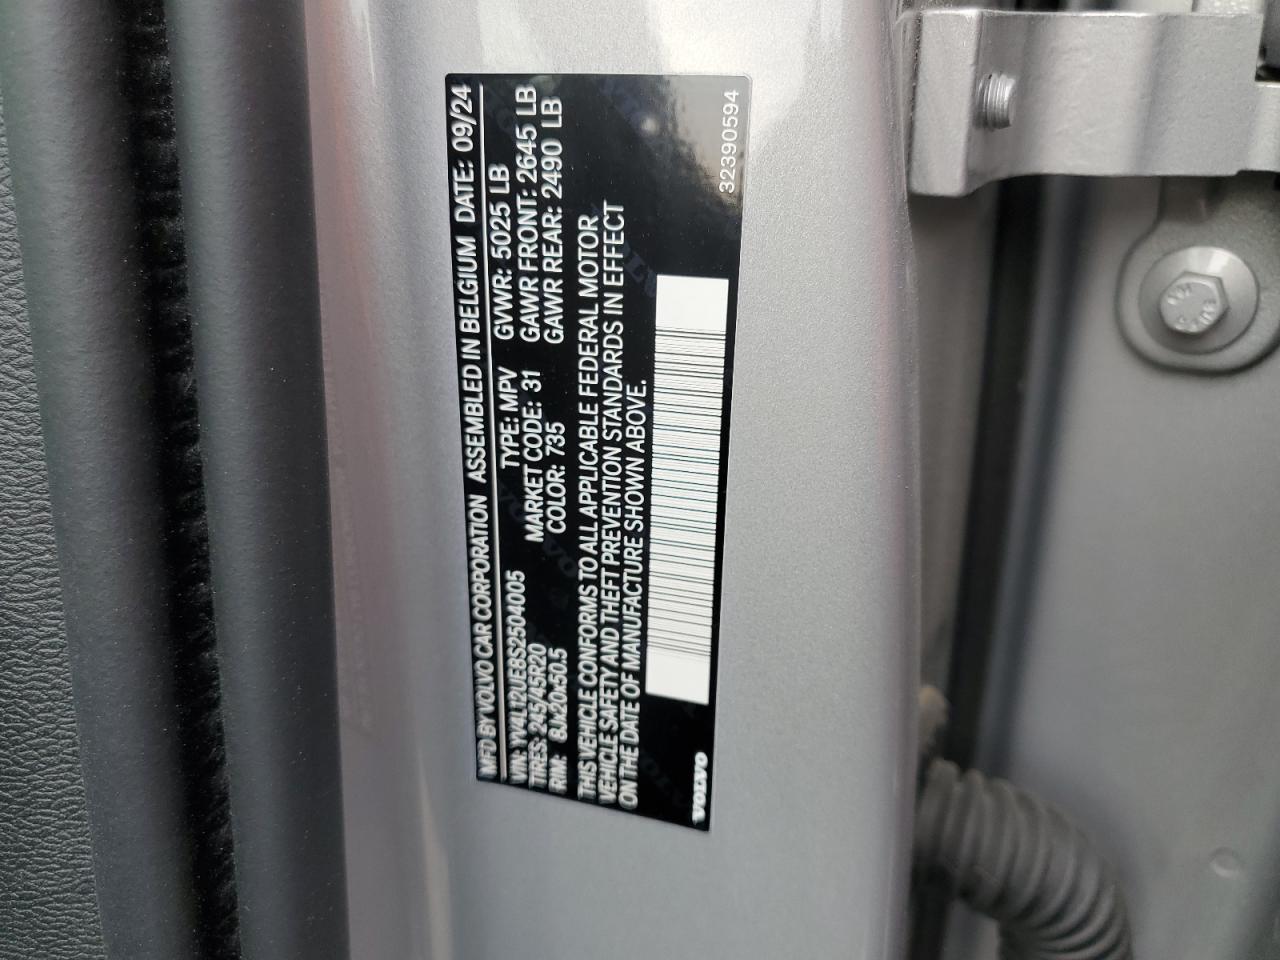 MFD BY VOLVO CAR CORPORATION ASSEMBLED IN BELGIUM DATE: 09/24
VIN: YV4L12UE8S2504005 TYPE: MPV GVWR: 5025 LB
TIRES: 245/45R20 MARKET CODE: 31 GAWR FRONT: 2645 LB
RIM: 8Jx20x50.5 COLOR: 735 GAWR REAR: 2490 LB
THIS VEHICLE CONFORMS TO ALL APPLICABLE FEDERAL MOTOR
VEHICLE SAFETY AND THEFT PREVENTION STANDARDS IN EFFECT
ON THE DATE OF MANUFACTURE SHOWN ABOVE.
VOLVO
32390594